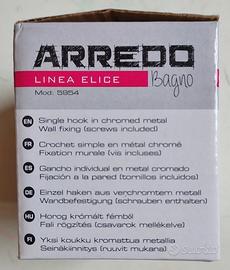 ARREDO
Bagno
LINEA ELICE
Mod: 5954
EN Single hook in chromed metal
Wall fixing (screws included)
FR Crochet simple en métal chromé
Fixation murale (vis incluses)
ES Gancho individual en metal cromado
Fijación a la pared (tornillos incluidos)
DE Einzel haken aus verchromtem metall
Wandbefestigung (schrauben enthalten)
HU Horog krómált fémből
Fali rögzítés (csavarok mellékelve)
FI Yksi koukku kromattua metallia
Seinäkinnitys (ruuvit mukana)
subito